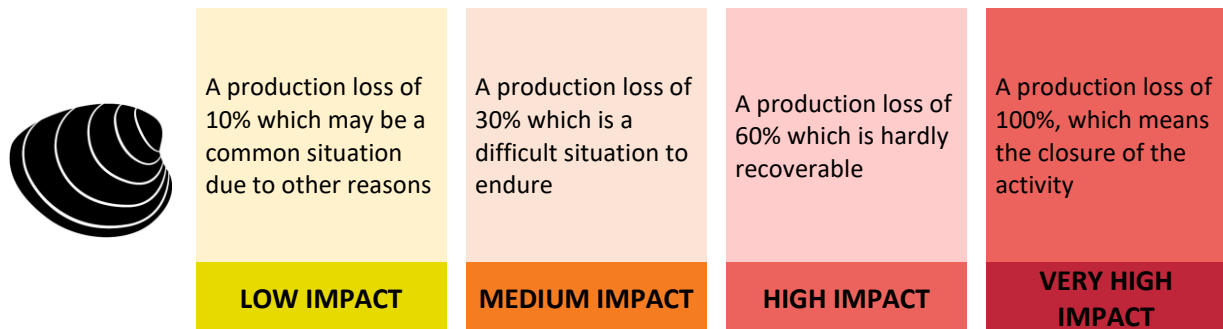 A production loss of
10% which may be a
common situation
due to other reasons
LOW IMPACT
A production loss of
30% which is a
difficult situation to
endure
MEDIUM IMPACT
A production loss of
60% which is hardly
recoverable
HIGH IMPACT
A production loss of
100%, which means
the closure of the
activity
VERY HIGH
IMPACT